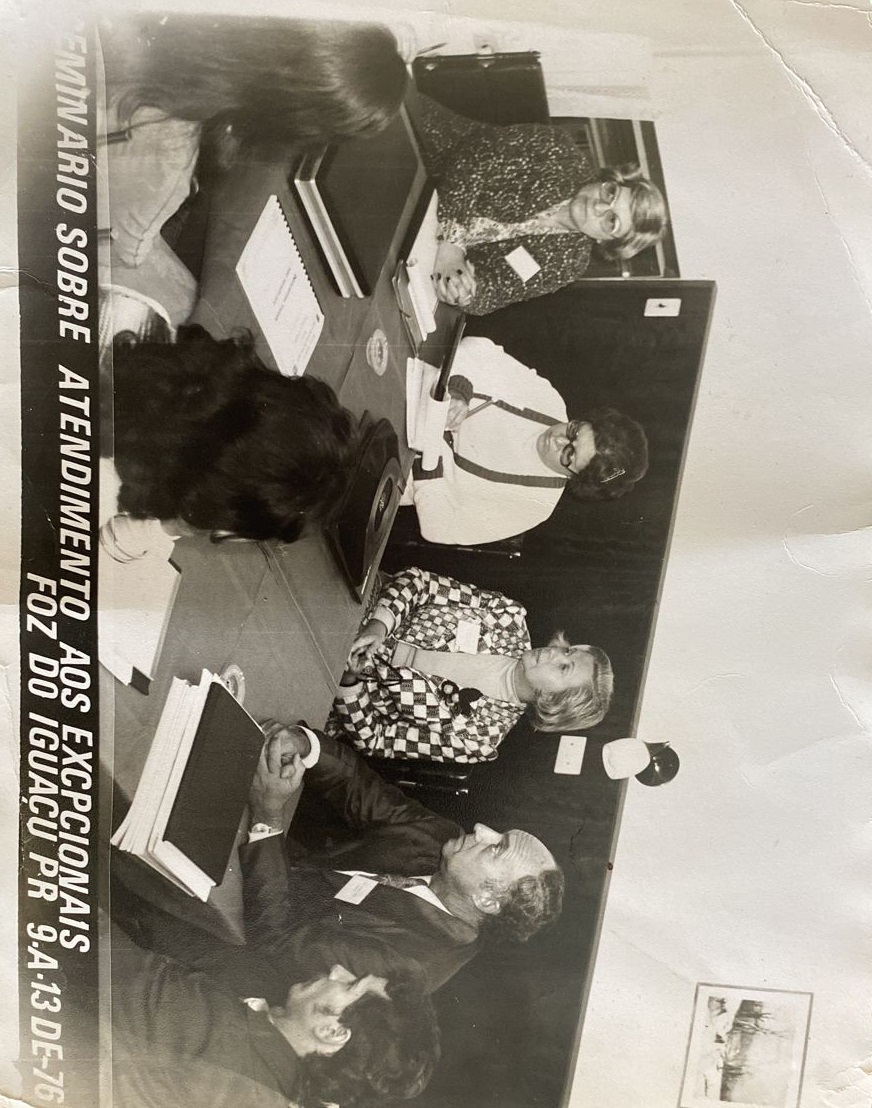 SEMINARIO SOBRE ATENDIMENTO AOS EXCPCIONAIS
FOZ DO IGUAÇU PR 9·A·13 DE-76